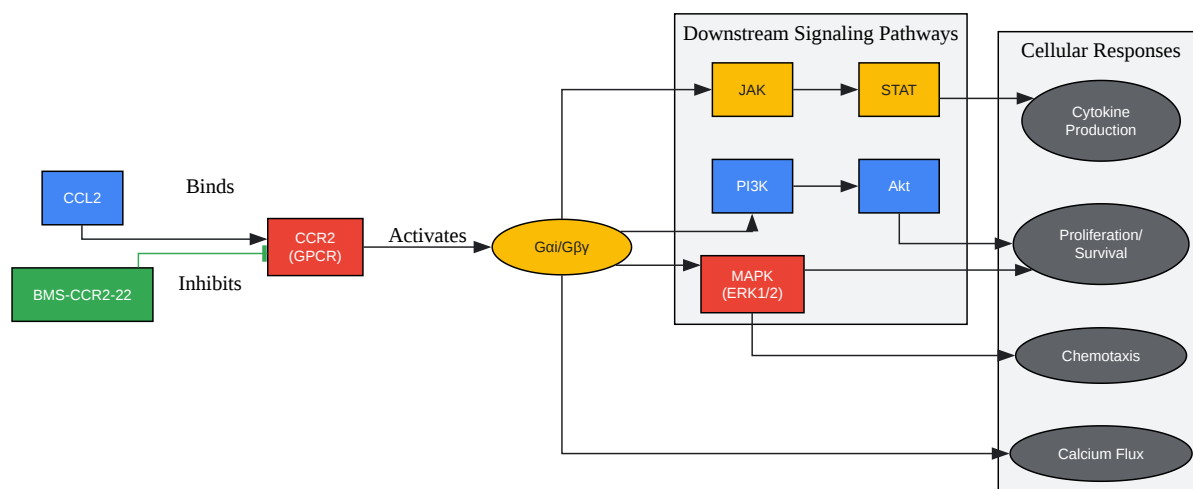 Downstream Signaling Pathways
Cellular Responses
JAK
STAT
Cytokine
Production
Binds
CCL2
PI3K
Akt
CCR2
(GPCR)
Activates
Gαi/Gβγ
Proliferation/
Survival
Inhibits
BMS-CCR2-22
MAPK
(ERK1/2)
Chemotaxis
Calcium Flux